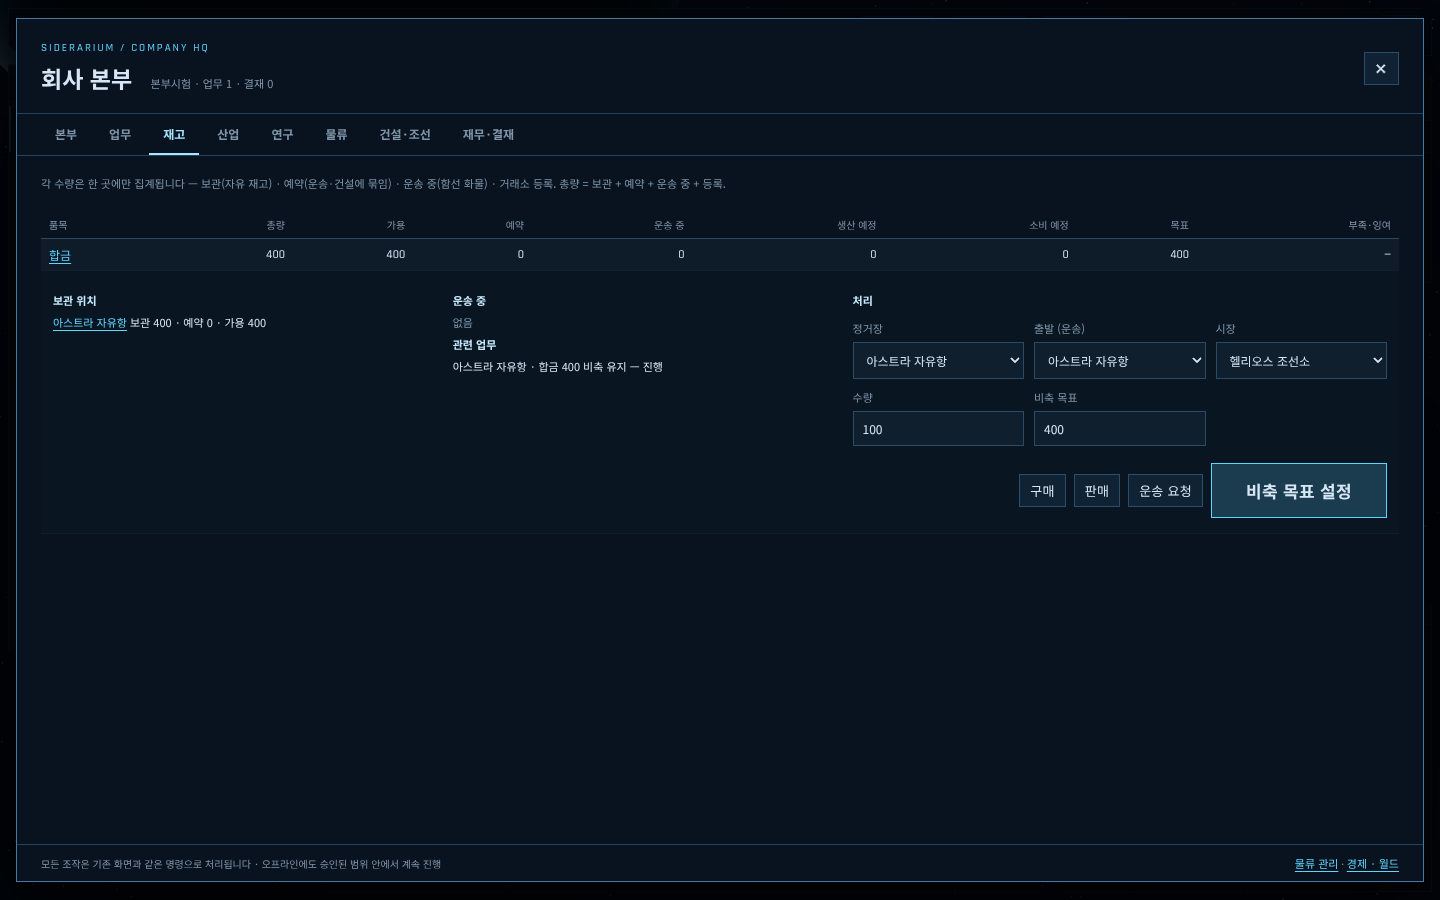 SIDERARIUM / COMPANY HQ
회사 본부 본부시험 · 업무 1 · 결재 0
×
본부 업무 재고 산업 연구 물류 건설·조선 재무·결재
각 수량은 한 곳에만 집계됩니다 — 보관(자유 재고) · 예약(운송·건설에 묶임) · 운송 중(함선 화물) · 거래소 등록. 총량 = 보관 + 예약 + 운송 중 + 등록.
품목 총량 가용 예약 운송 중 생산 예정 소비 예정 목표 부족·잉여
합금 400 400 0 0 0 0 400 —
보관 위치
아스트라 자유항 보관 400 · 예약 0 · 가용 400
운송 중
없음
관련 업무
아스트라 자유항 · 합금 400 비축 유지 — 진행
처리
정거장 출발 (운송) 시장
아스트라 자유항 아스트라 자유항 헬리오스 조선소
수량 비축 목표
100 400
구매 판매 운송 요청 비축 목표 설정
모든 조작은 기존 화면과 같은 명령으로 처리됩니다 · 오프라인에도 승인된 범위 안에서 계속 진행
물류 관리 · 경제 · 월드